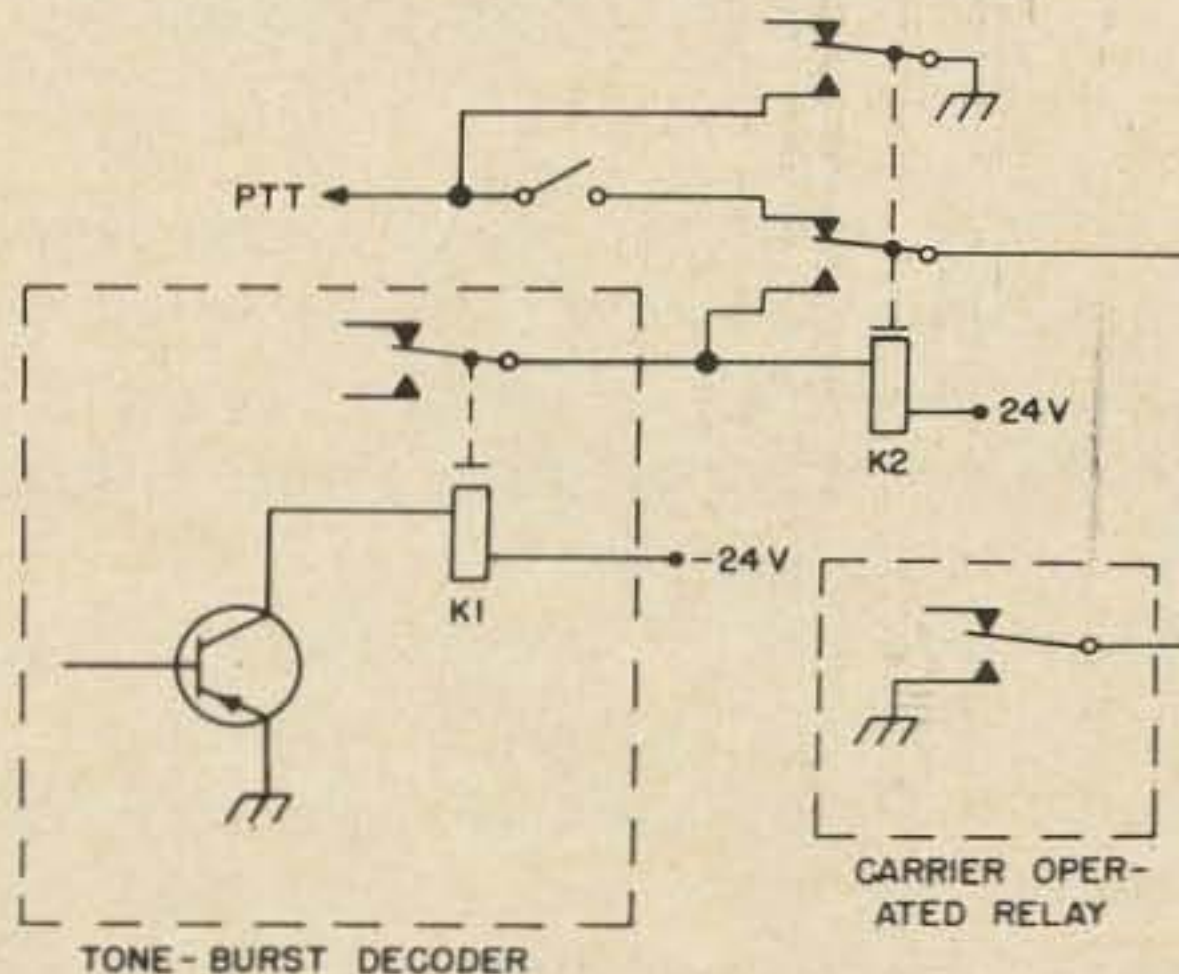 PTT
24V
K2
-24V
K1
CARRIER OPER-
ATED RELAY
TONE-BURST DECODER